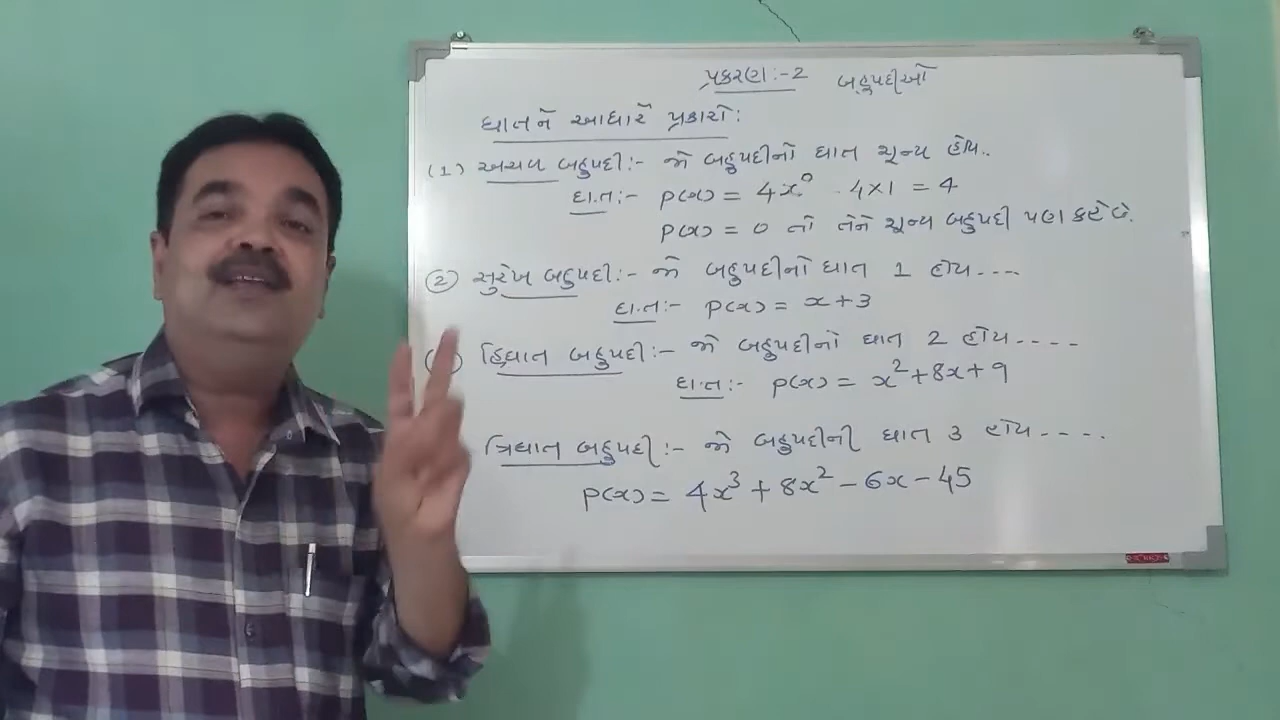 પ્રકરણ:-2 બહુપદીઓ
ઘાતને આધારે પ્રકારો:
(1) અચળ બહુપદી:- જો બહુપદીનો ઘાત શૂન્ય હોય..
દા.ત:- p(x) = 4x⁰ - 4×1 = 4
p(x) = 0 તો તેને શૂન્ય બહુપદી પણ કહે છે.
② સુરેખ બહુપદી:- જો બહુપદીનો ઘાત 1 હોય----
દા.ત:- p(x) = x+3
દ્વિઘાત બહુપદી:- જો બહુપદીનો ઘાત 2 હોય----
દા.ત:- p(x) = x²+8x+9
ત્રિઘાત બહુપદી:- જો બહુપદીની ઘાત 3 હોય----
p(x) = 4x³+8x²-6x-45